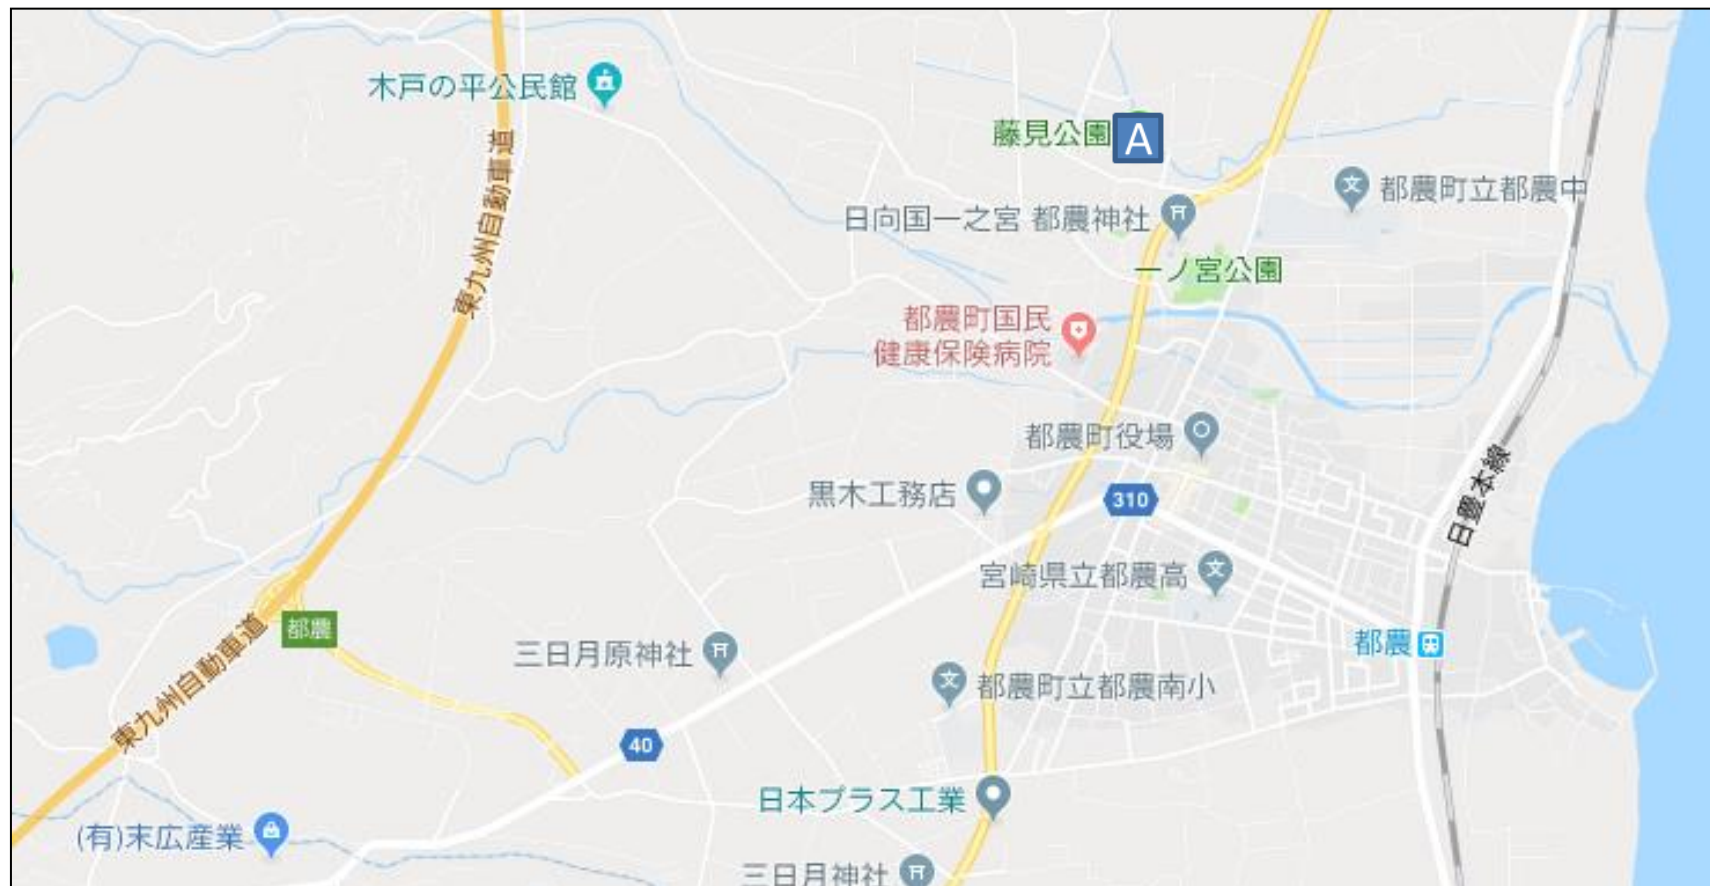 木戸の平公民館
藤見公園
A
都農町立都農中
日向国一之宮 都農神社
東九州自動車道
一ノ宮公園
都農町国民
健康保険病院
都農町役場
黒木工務店
310
日豊本線
宮崎県立都農高
都農
都農
三日月原神社
都農町立都農南小
東九州自動車道
40
日本プラス工業
(有)末広産業
三日月神社